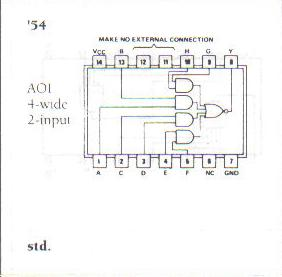 '54
MAKE NO EXTERNAL CONNECTION
VCC B H G Y
14 13 12 11 10 9 8
AOI
4-wide
2-input
1 2 3 4 5 6 7
A C D E F NC GND
std.